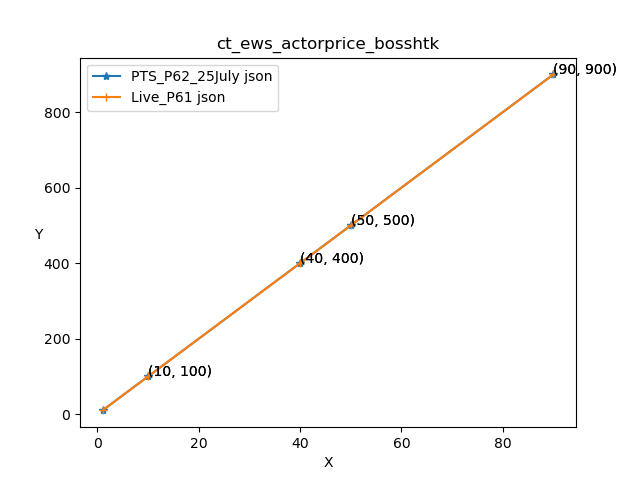 ct_ews_actorprice_bosshtk
PTS_P62_25July json
Live_P61 json
(90, 900)
800
600
(50, 500)
Y
400
(40, 400)
200
(10, 100)
0
0 20 40 60 80
X